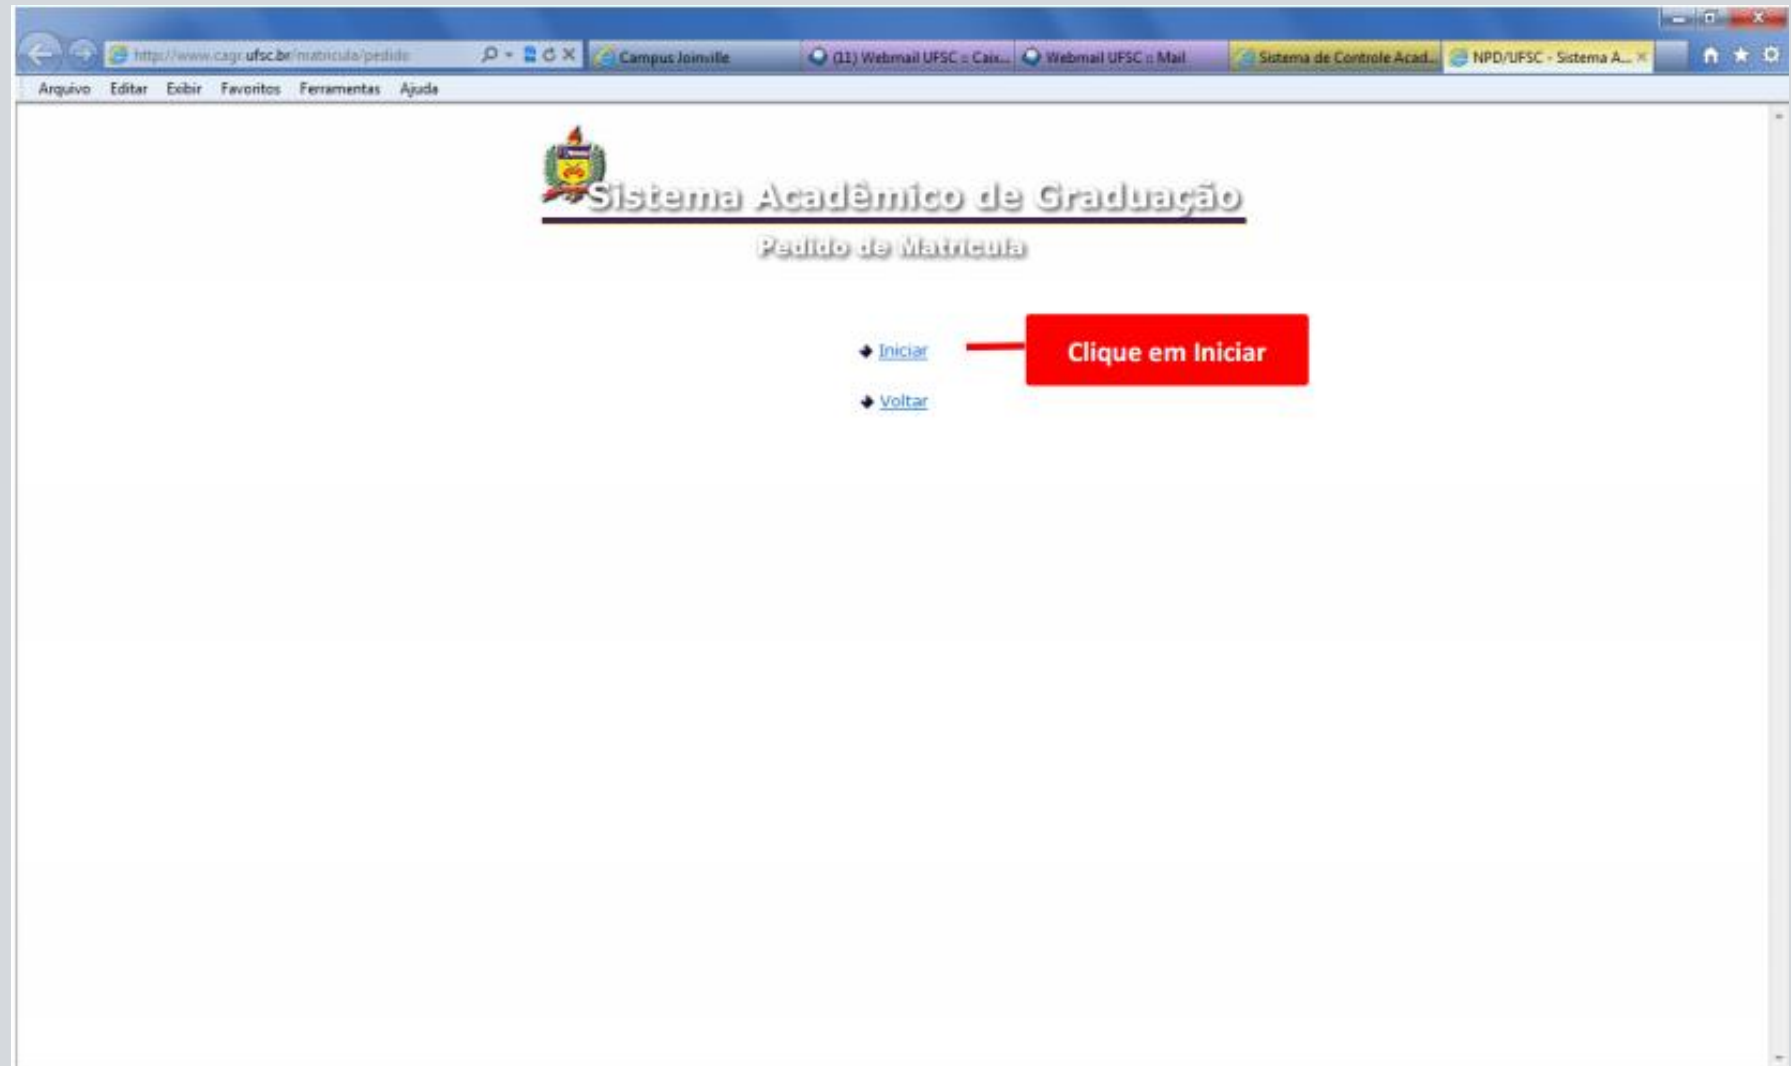 http://www.cagr.ufsc.br/matricula/pedido
Campus Joinville
(11) Webmail UFSC :: Caix...
Webmail UFSC :: Mail
Sistema de Controle Acad...
NPD/UFSC - Sistema A...
Arquivo Editar Exibir Favoritos Ferramentas Ajuda
Sistema Acadêmico de Graduação
Pedido de Matrícula
Iniciar
Clique em Iniciar
Voltar